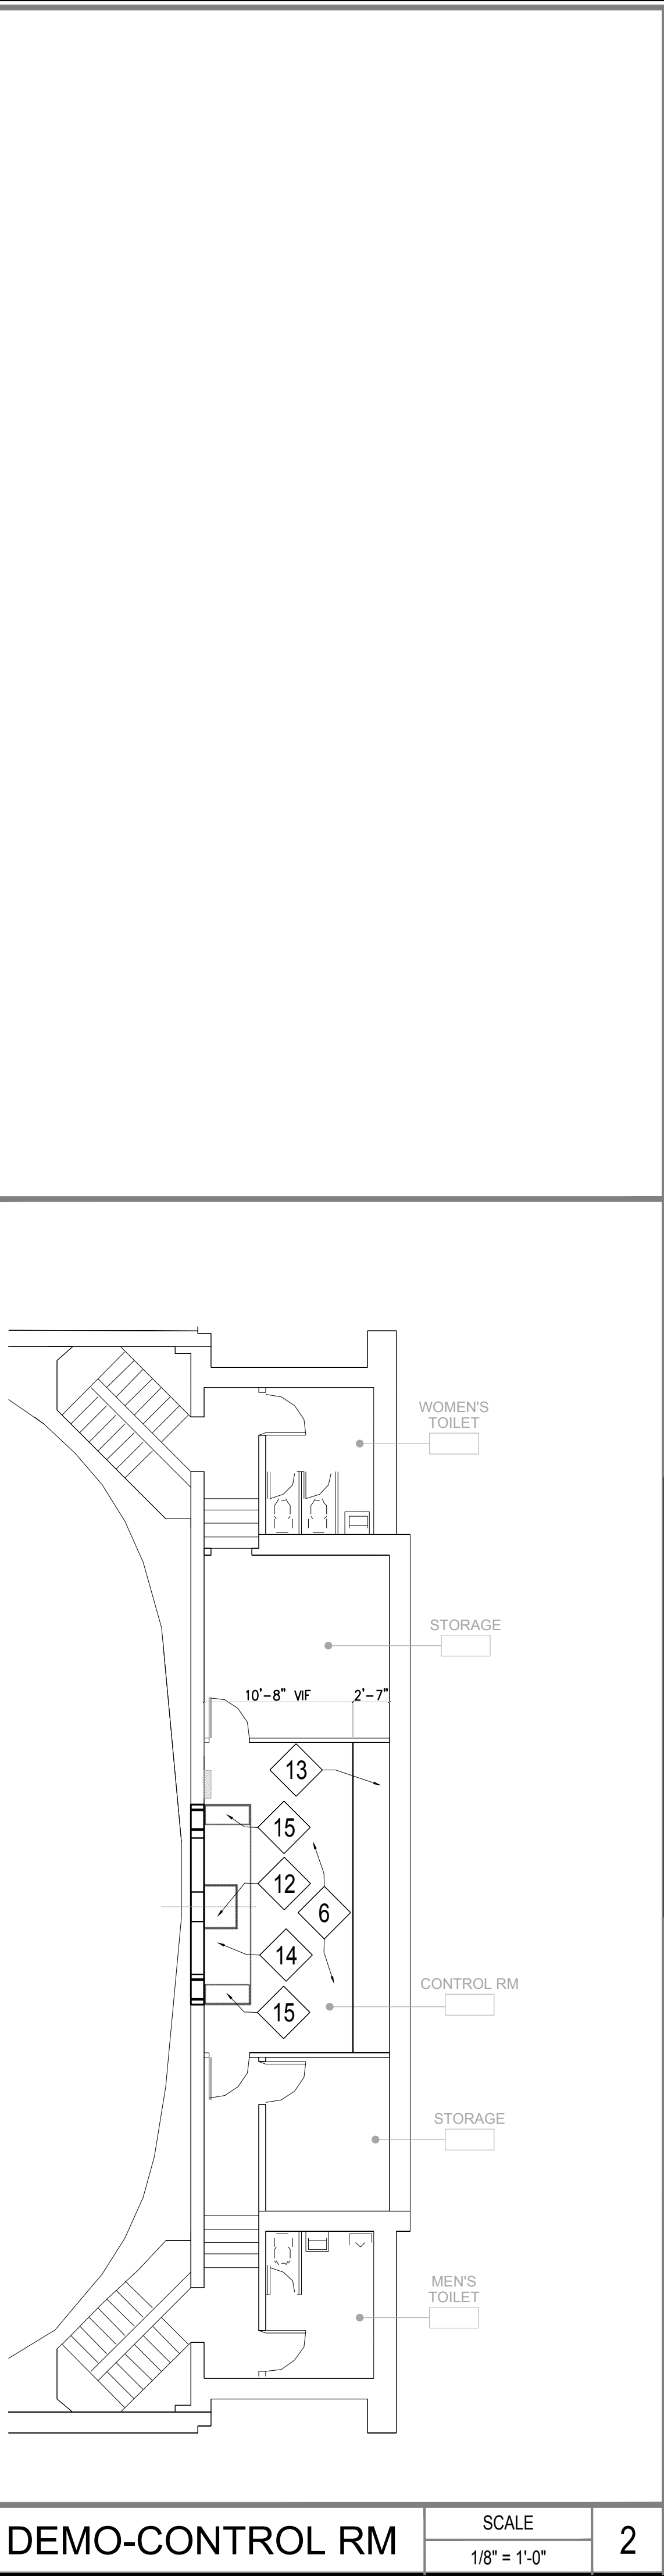 WOMEN'S
TOILET
STORAGE
10'-8" VIF
2'-7"
13
15
12
6
14
CONTROL RM
15
STORAGE
MEN'S
TOILET
DEMO-CONTROL RM
SCALE
1/8" = 1'-0"
2